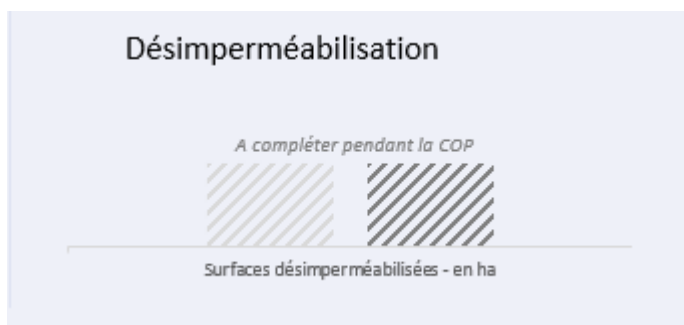 Désimperméabilisation
A compléter pendant la COP
Surfaces désimperméabilisées - en ha